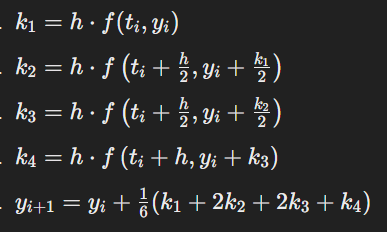 k₁ = h · f(tᵢ, yᵢ)
k₂ = h · f (tᵢ + h/2, yᵢ + k₁/2)
k₃ = h · f (tᵢ + h/2, yᵢ + k₂/2)
k₄ = h · f (tᵢ + h, yᵢ + k₃)
yᵢ₊₁ = yᵢ + 1/6(k₁ + 2k₂ + 2k₃ + k₄)